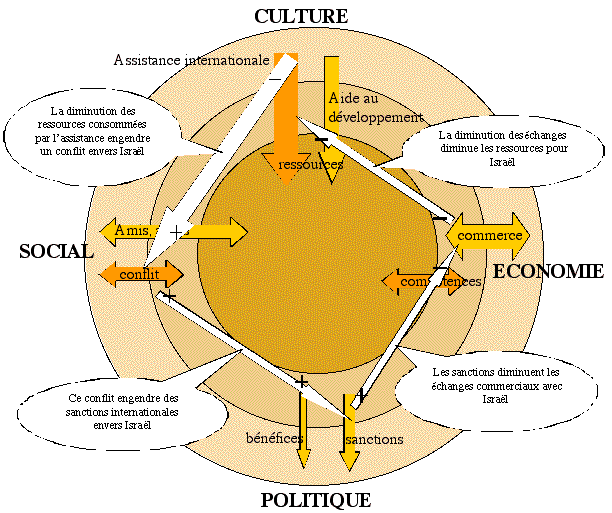 CULTURE
Assistance internationale
Aide au
développement
La diminution des
ressources consommées
par l'assistance engendre
un conflit envers Israël
La diminution des échanges
diminue les ressources pour
Israël
ressources
Amis,
commerce
SOCIAL
ECONOMIE
conflit
Les sanctions diminuent les
échanges commerciaux avec
Israël
Ce conflit engendre des
sanctions internationales
envers Israël
bénéfices
sanctions
POLITIQUE